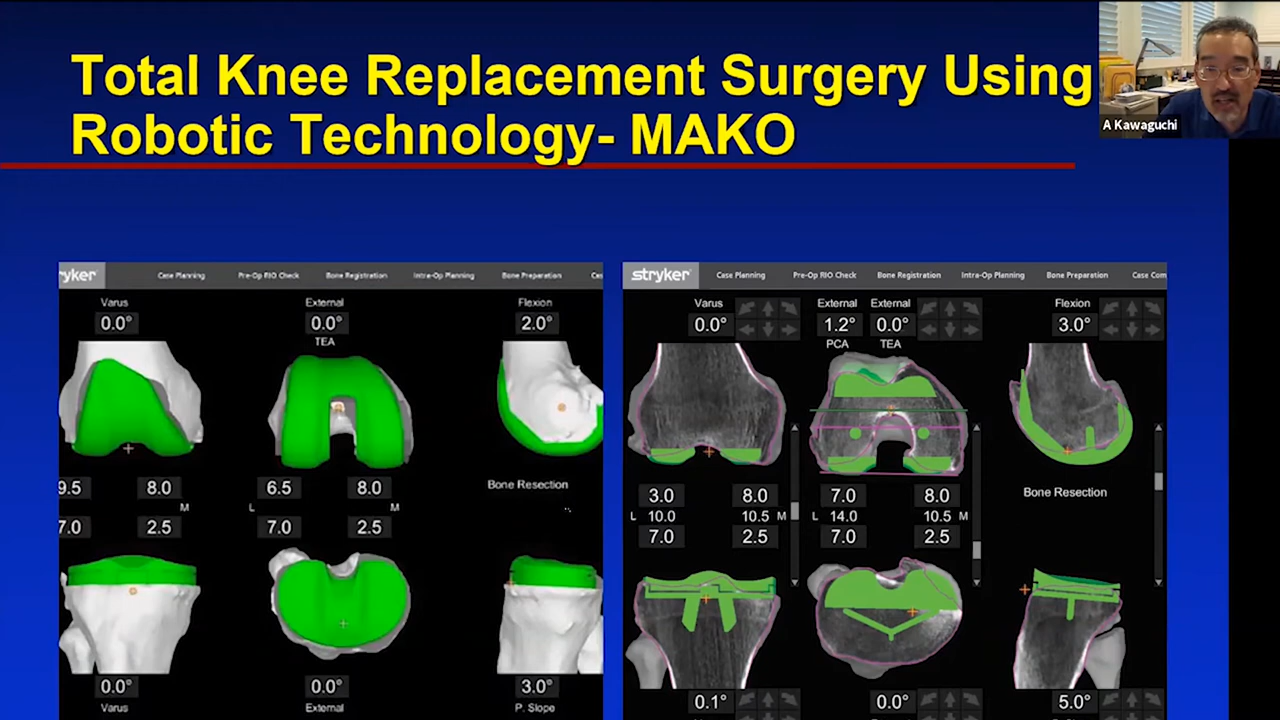 Total Knee Replacement Surgery Using
Robotic Technology- MAKO
A Kawaguchi
ryker
Case Planning Pre-Op RIO Check Bone Registration Intra-Op Planning Bone Preparation Cas
Varus External Flexion
0.0° 0.0° 2.0°
TEA
9.5 8.0 6.5 8.0
Bone Resection
M L M
7.0 2.5 7.0 2.5
0.0° 0.0° 3.0°
Varus External P. Slope
stryker
Case Planning Pre-Op RIO Check Bone Registration Intra-Op Planning Bone Preparation Case Com
Varus External External Flexion
0.0° 1.2° 0.0° 3.0°
PCA TEA
3.0 8.0 7.0 8.0
Bone Resection
L 10.0 10.5 M L 14.0 10.5 M
7.0 2.5 7.0 2.5
0.1° 0.0° 5.0°